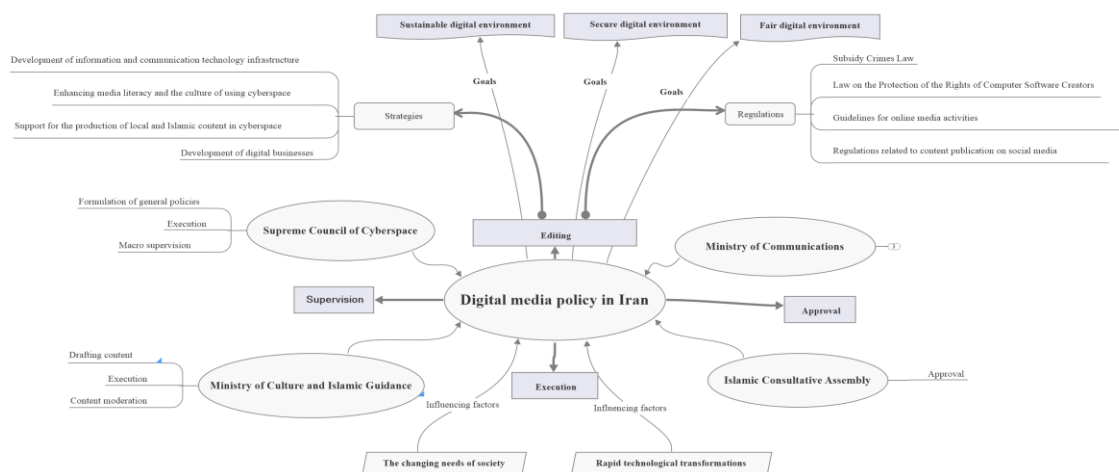 Sustainable digital environment
Secure digital environment
Fair digital environment
Goals
Goals
Goals
Development of information and communication technology infrastructure
Enhancing media literacy and the culture of using cyberspace
Support for the production of local and Islamic content in cyberspace
Development of digital businesses
Strategies
Regulations
Subsidy Crimes Law
Law on the Protection of the Rights of Computer Software Creators
Guidelines for online media activities
Regulations related to content publication on social media
Formulation of general policies
Execution
Macro supervision
Supreme Council of Cyberspace
Editing
Ministry of Communications
3
Supervision
Digital media policy in Iran
Approval
Drafting content
Execution
Content moderation
Ministry of Culture and Islamic Guidance
Execution
Islamic Consultative Assembly
Approval
Influencing factors
Influencing factors
The changing needs of society
Rapid technological transformations